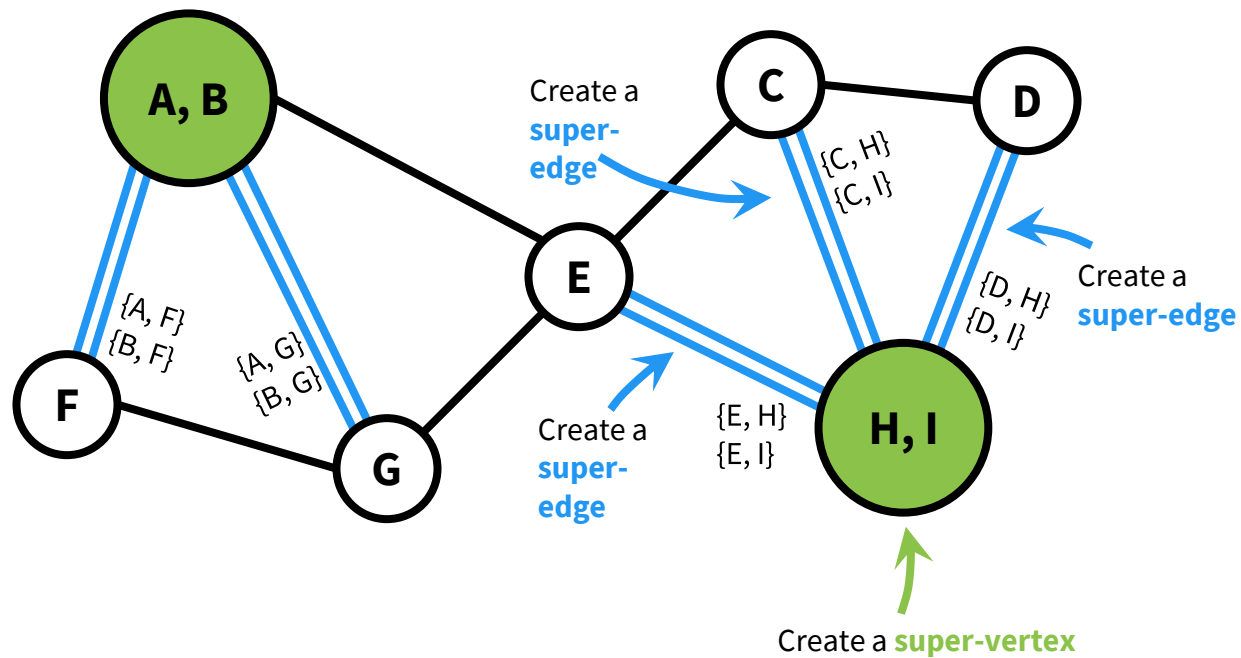 A, B
C
D
Create a
super-
edge
{C, H}
{C, I}
E
Create a
super-edge
{D, H}
{D, I}
{A, F}
{B, F}
{A, G}
{B, G}
F
G
Create a
super-
edge
{E, H}
{E, I}
H, I
Create a super-vertex